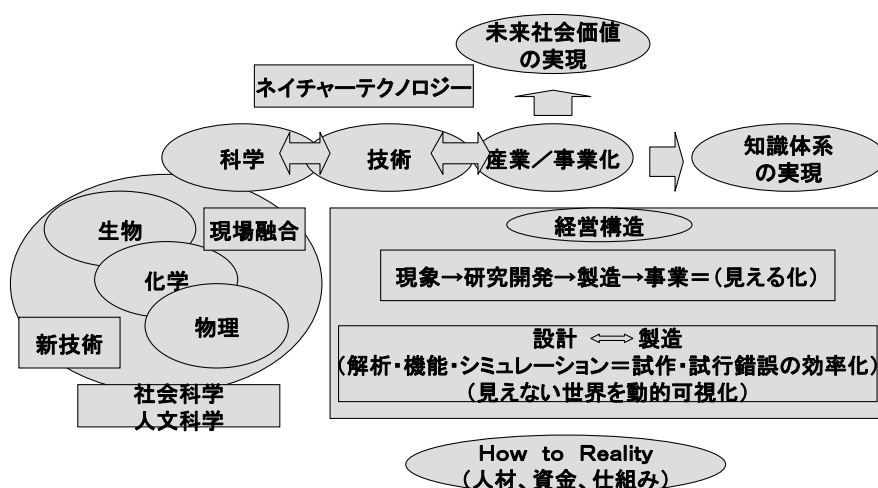 未来社会価値
の実現
ネイチャーテクノロジー
科学
技術
産業／事業化
知識体系
の実現
生物
現場融合
化学
物理
新技術
社会科学
人文科学
経営構造
現象→研究開発→製造→事業＝（見える化）
設計 ⇔ 製造
（解析・機能・シミュレーション＝試作・試行錯誤の効率化）
（見えない世界を動的可視化）
How to Reality
（人材、資金、仕組み）